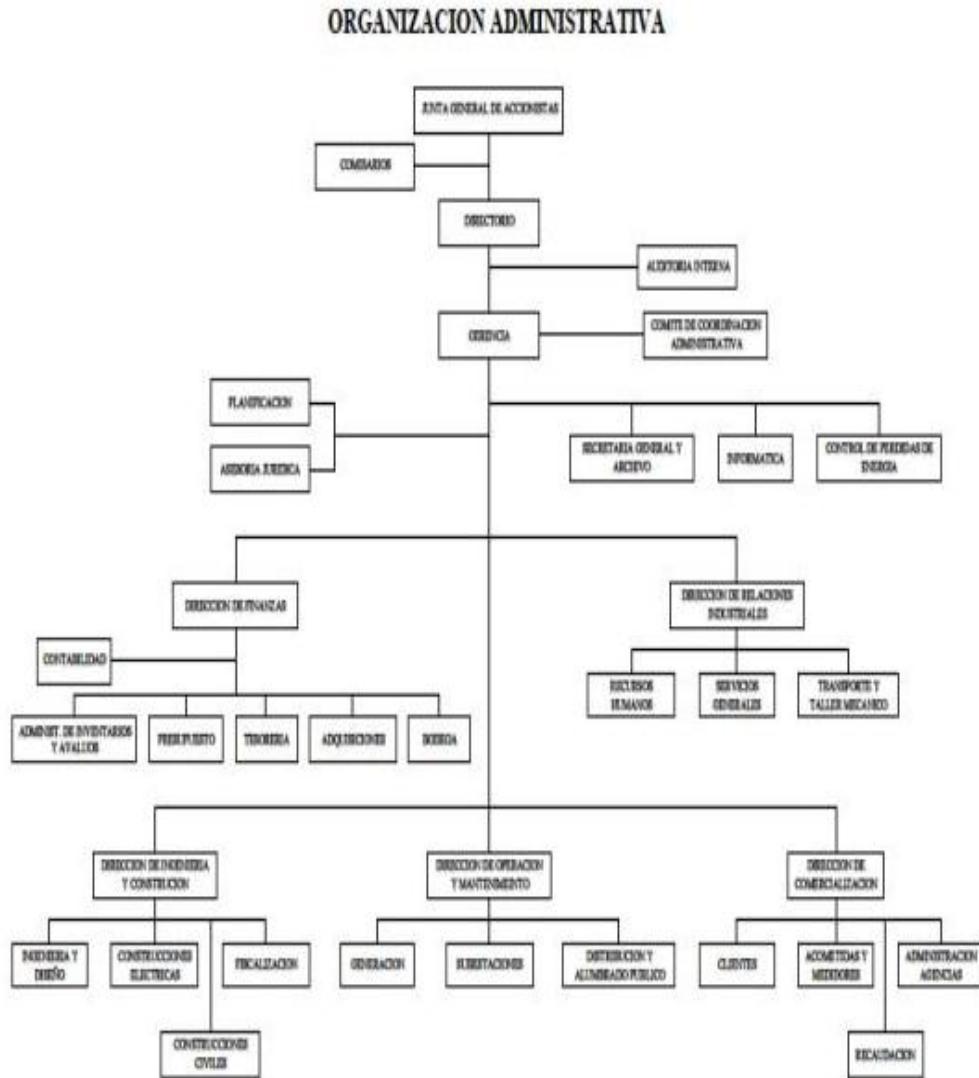 ORGANIZACION ADMINISTRATIVA
JUNTA GENERAL DE ACCIONISTAS
COMISARIOS
DIRECTORIO
AUDITORIA INTERNA
GERENCIA
COMITE DE COORDINACION
ADMINISTRATIVA
PLANIFICACION
ASESORIA JURIDICA
SECRETARIA GENERAL Y
ARCHIVO
INFORMATICA
CONTROL DE PERDIDAS DE
ENERGIA
DIRECCION DE FINANZAS
DIRECCION DE RELACIONES
INDUSTRIALES
CONTABILIDAD
RECURSOS
HUMANOS
SERVICIOS
GENERALES
TRANSPORTE Y
TALLER MECANICO
ADMINIST. DE INVENTARIOS
Y AVALUOS
PRESUPUESTO
TESORERIA
ADQUISICIONES
BODEGA
DIRECCION DE INGENIERIA
Y CONSTRUCION
DIRECCION DE OPERACION
Y MANTENIMIENTO
DIRECCION DE
COMERCIALIZACION
INGENIERIA Y
DISEÑO
CONSTRUCCIONES
ELECTRICAS
FISCALIZACION
GENERACION
SUBESTACIONES
DISTRIBUCION Y
ALUMBRADO PUBLICO
CLIENTES
ACOMETIDAS Y
MEDIDORES
ADMINISTRACION
AGENCIAS
CONSTRUCCIONES
CIVILES
RECAUDACION